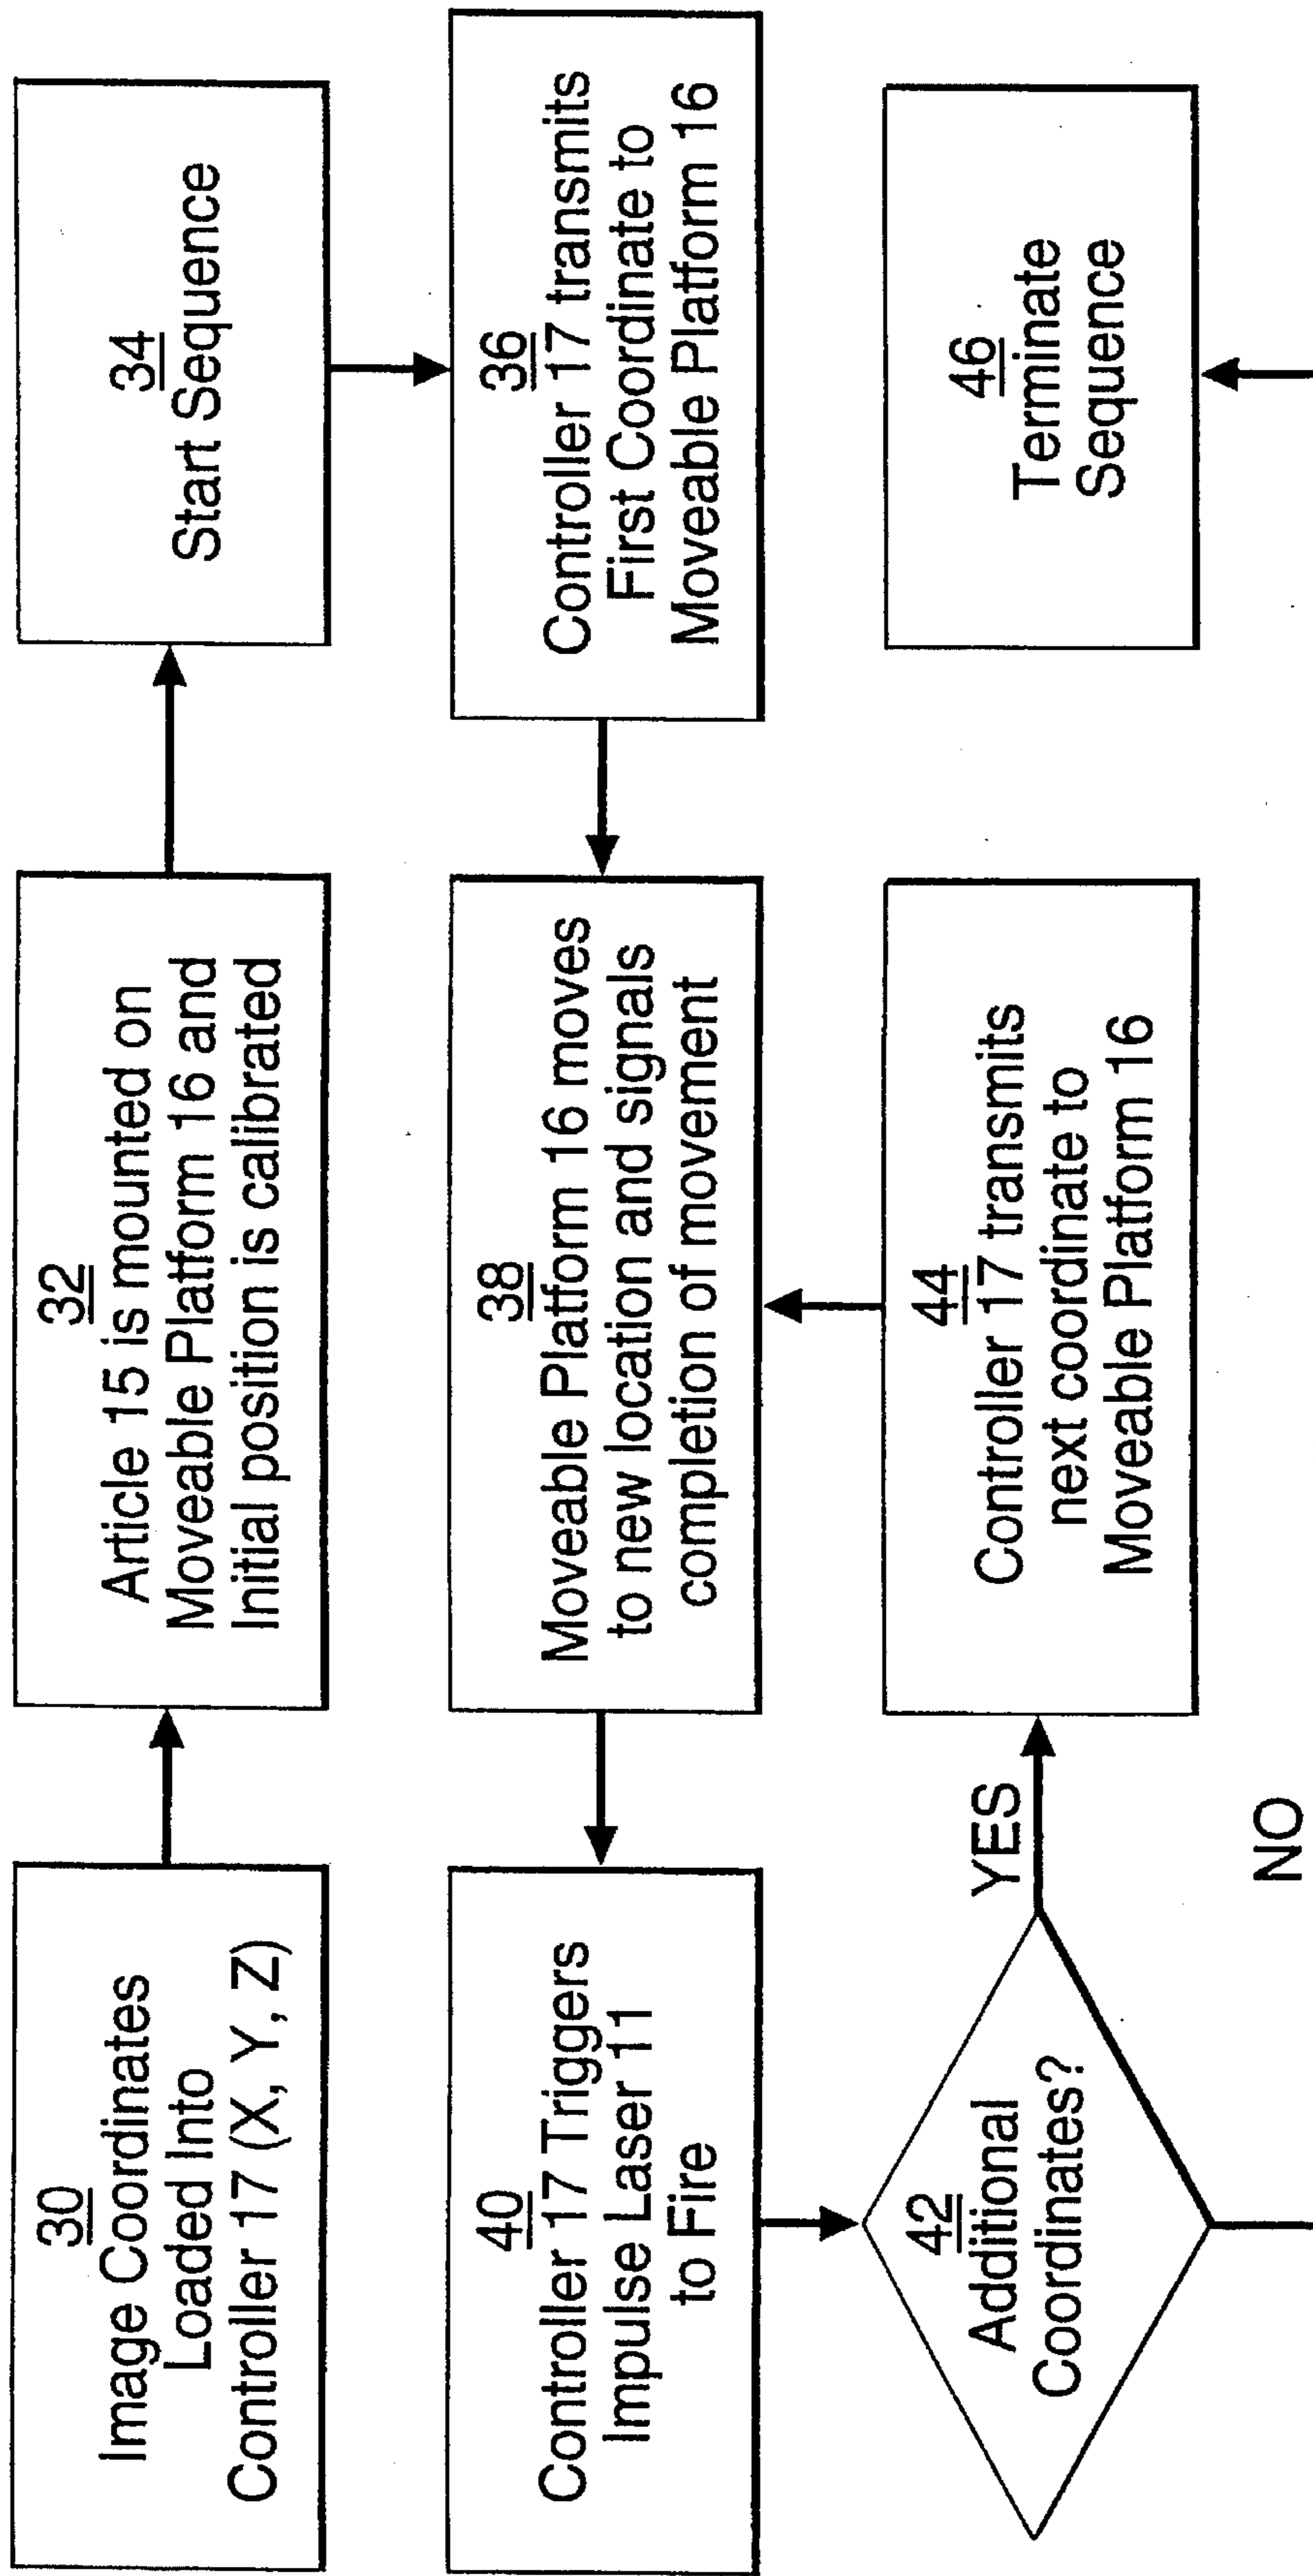 30
Image Coordinates
Loaded Into
Controller 17 (X, Y, Z)
32
Article 15 is mounted on
Moveable Platform 16 and
Initial position is calibrated
34
Start Sequence
36
Controller 17 transmits
First Coordinate to
Moveable Platform 16
38
Moveable Platform 16 moves
to new location and signals
completion of movement
40
Controller 17 Triggers
Impulse Laser 11
to Fire
42
Additional
Coordinates?
YES
NO
44
Controller 17 transmits
next coordinate to
Moveable Platform 16
46
Terminate
Sequence